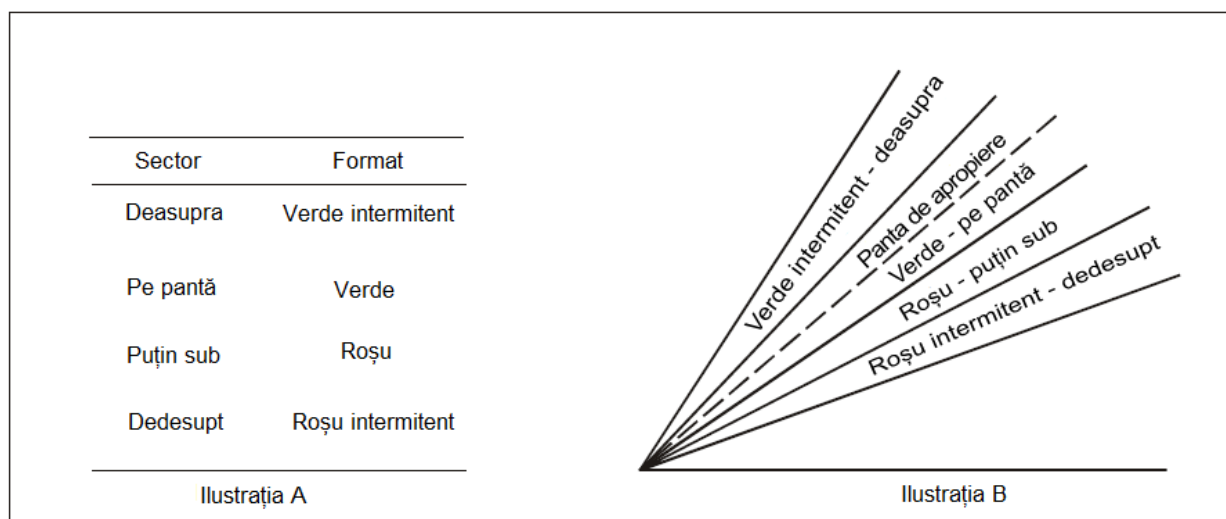 Sector Format
Deasupra Verde intermitent
Pe pantă Verde
Puțin sub Roșu
Dedesupt Roșu intermitent
Ilustrația A
Verde intermitent - deasupra
Panta de apropiere
Verde - pe pantă
Roșu - puțin sub
Roșu intermitent - dedesupt
Ilustrația B